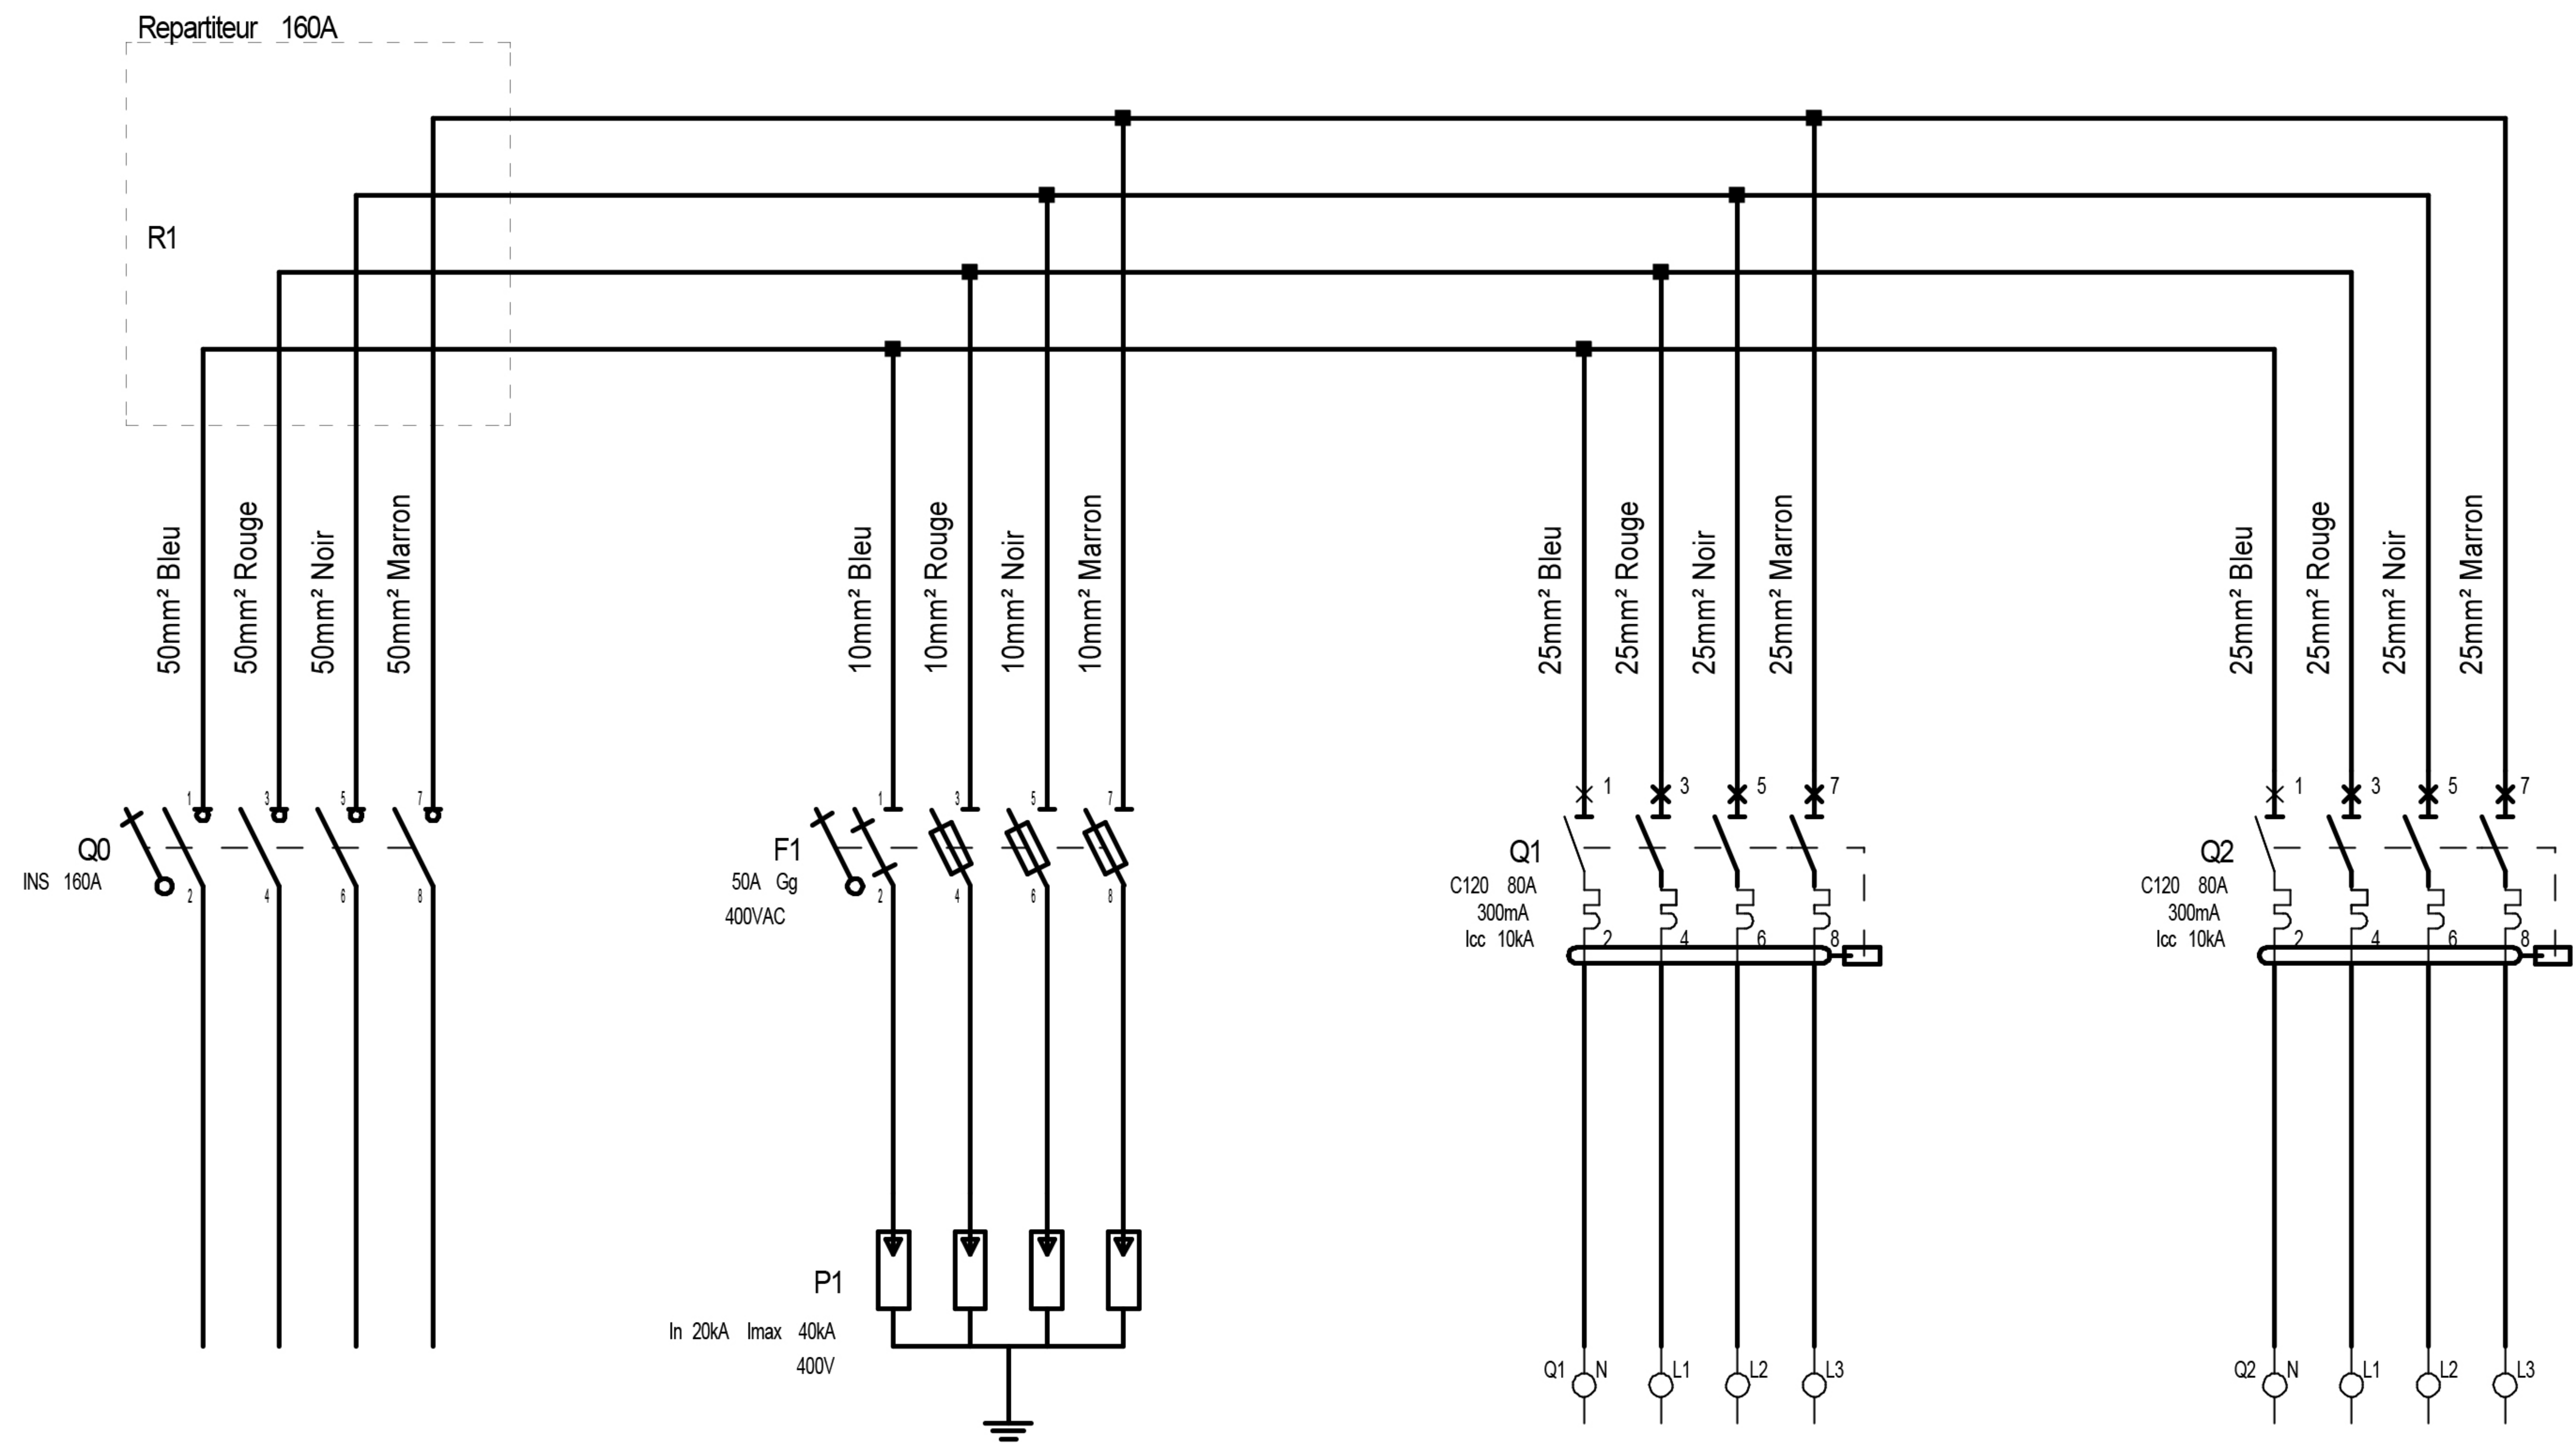 Repartiteur 160A
R1
50mm² Bleu
50mm² Rouge
50mm² Noir
50mm² Marron
10mm² Bleu
10mm² Rouge
10mm² Noir
10mm² Marron
25mm² Bleu
25mm² Rouge
25mm² Noir
25mm² Marron
25mm² Bleu
25mm² Rouge
25mm² Noir
25mm² Marron
1 3 5 7
Q0
INS 160A
2 4 6 8
1 3 5 7
F1
50A Gg
400VAC
2 4 6 8
1 3 5 7
Q1
C120 80A
300mA
Icc 10kA
2 4 6 8
1 3 5 7
Q2
C120 80A
300mA
Icc 10kA
2 4 6 8
P1
In 20kA Imax 40kA
400V
Q1 N L1 L2 L3
Q2 N L1 L2 L3